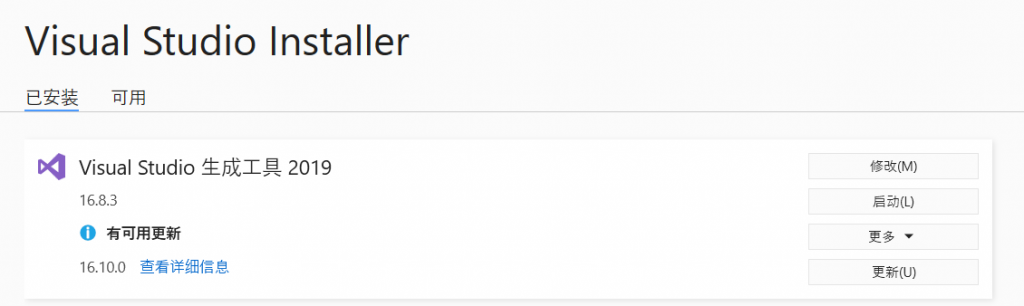 Visual Studio Installer
已安装 可用
Visual Studio 生成工具 2019
修改(M)
16.8.3
启动(L)
有可用更新
更多
16.10.0 查看详细信息
更新(U)